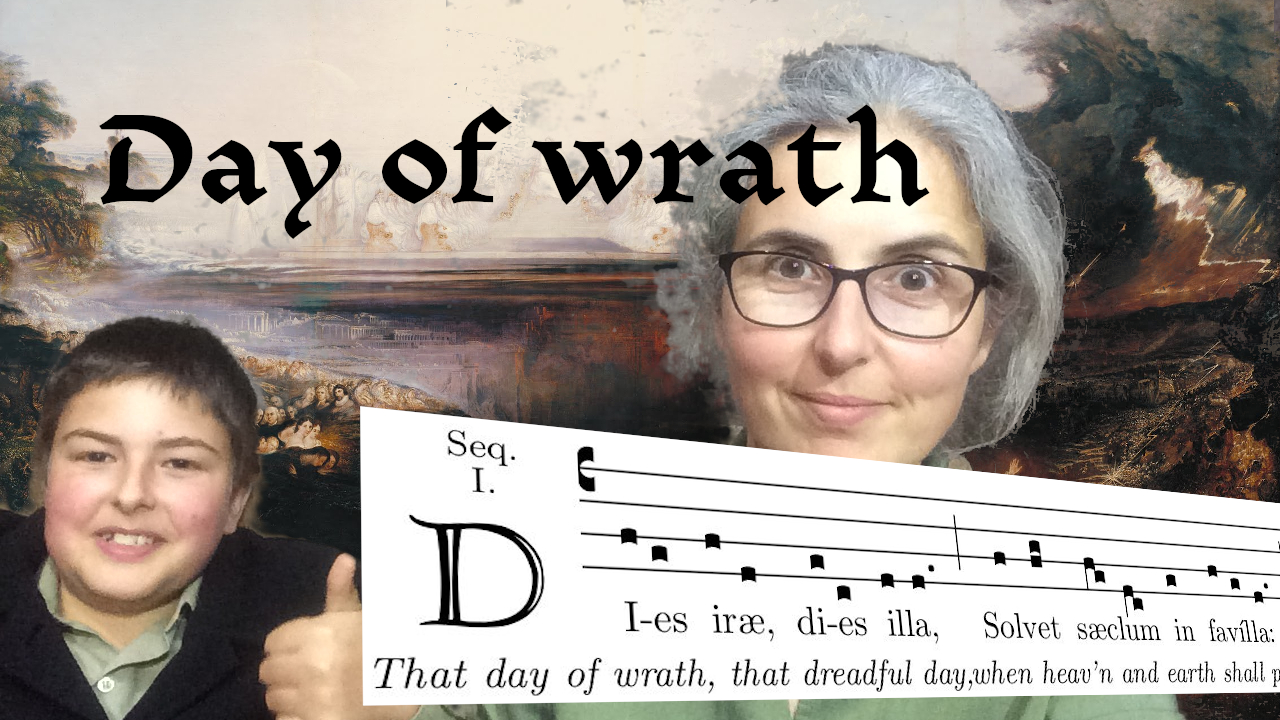 Day of wrath
Seq.
I.
D
I-es iræ, di-es illa, Solvet sæclum in favílla:
That day of wrath, that dreadful day,when heav'n and earth shall